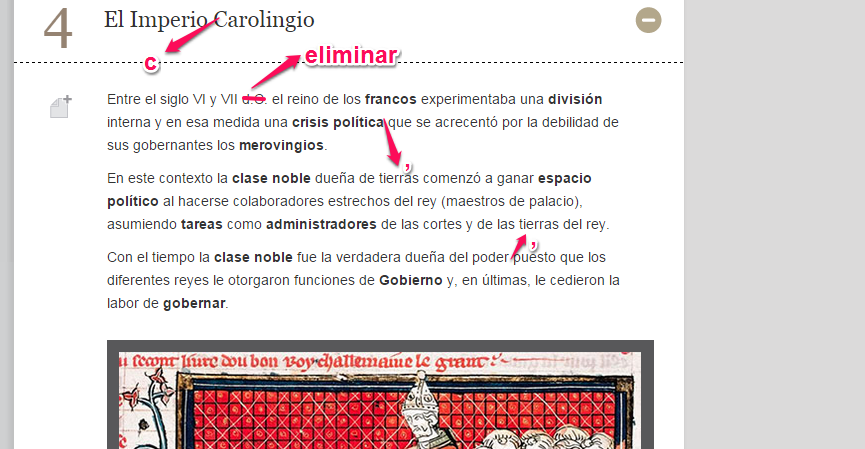 4 El Imperio Carolingio
c
eliminar
Entre el siglo VI y VII d.C. el reino de los francos experimentaba una división
interna y en esa medida una crisis política que se acrecentó por la debilidad de
sus gobernantes los merovingios.
,
En este contexto la clase noble dueña de tierras comenzó a ganar espacio
político al hacerse colaboradores estrechos del rey (maestros de palacio),
asumiendo tareas como administradores de las cortes y de las tierras del rey.
,
Con el tiempo la clase noble fue la verdadera dueña del poder puesto que los
diferentes reyes le otorgaron funciones de Gobierno y, en últimas, le cedieron la
labor de gobernar.